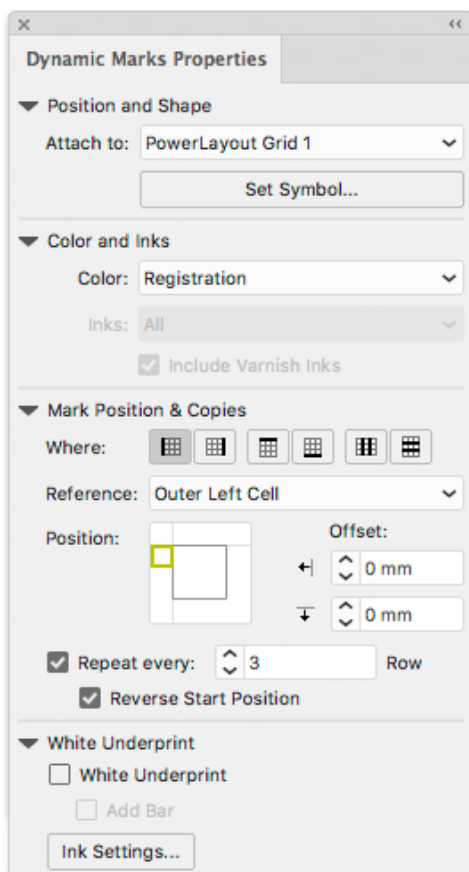 Dynamic Marks Properties
Position and Shape
Attach to: PowerLayout Grid 1
Set Symbol...
Color and Inks
Color: Registration
Inks: All
Include Varnish Inks
Mark Position & Copies
Where:
Reference: Outer Left Cell
Position: Offset:
0 mm
0 mm
Repeat every: 3 Row
Reverse Start Position
White Underprint
White Underprint
Add Bar
Ink Settings...